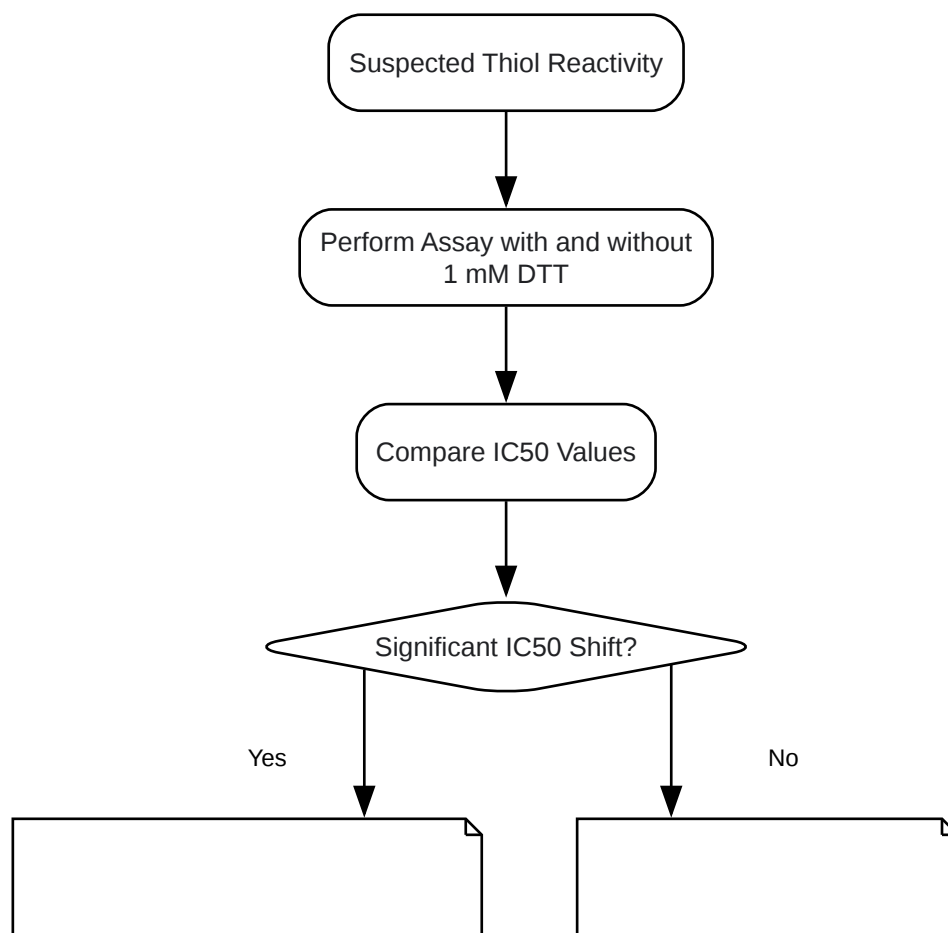 Suspected Thiol Reactivity
Perform Assay with and without
1 mM DTT
Compare IC50 Values
Significant IC50 Shift?
Yes
No